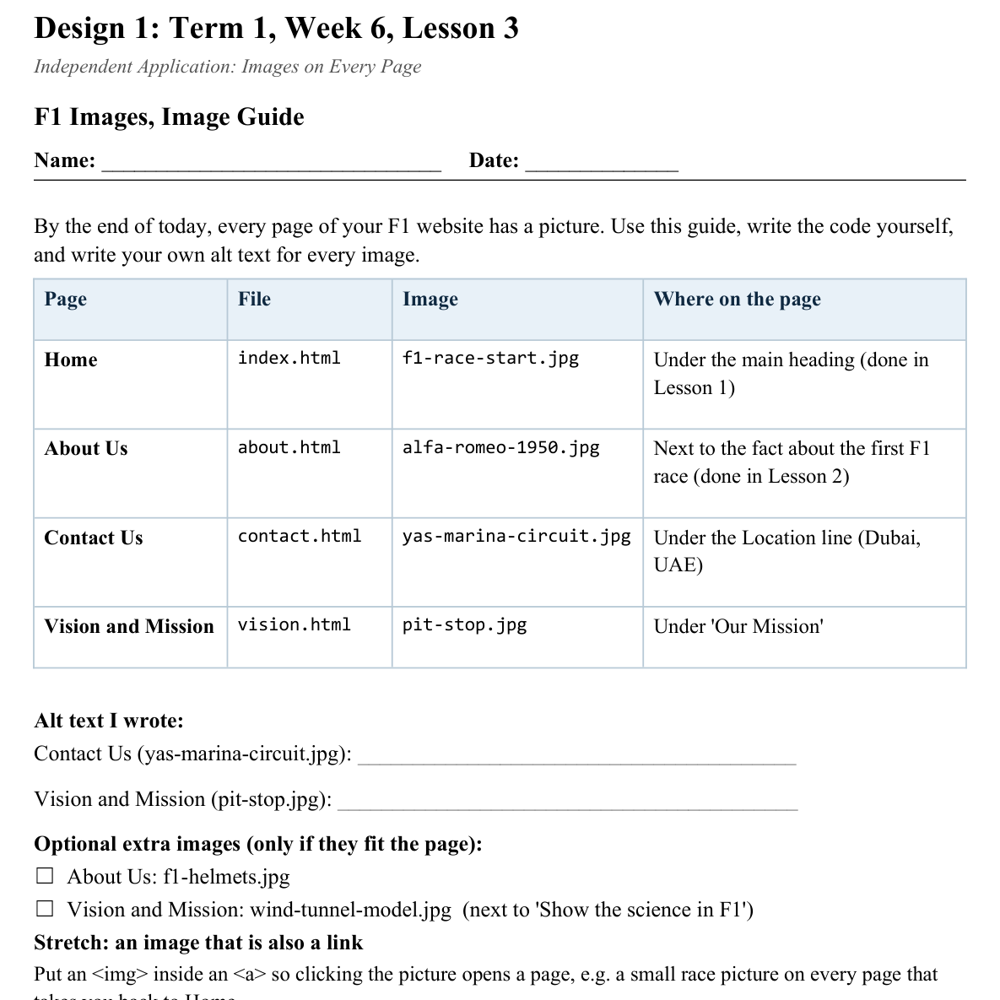 Design 1: Term 1, Week 6, Lesson 3
Independent Application: Images on Every Page
F1 Images, Image Guide
Name: _______________________________ Date: ______________
By the end of today, every page of your F1 website has a picture. Use this guide, write the code yourself,
and write your own alt text for every image.
Page File Image Where on the page
Home index.html f1-race-start.jpg Under the main heading (done in
Lesson 1)
About Us about.html alfa-romeo-1950.jpg Next to the fact about the first F1
race (done in Lesson 2)
Contact Us contact.html yas-marina-circuit.jpg Under the Location line (Dubai,
UAE)
Vision and Mission vision.html pit-stop.jpg Under 'Our Mission'
Alt text I wrote:
Contact Us (yas-marina-circuit.jpg): ________________________________________
Vision and Mission (pit-stop.jpg): __________________________________________
Optional extra images (only if they fit the page):
☐ About Us: f1-helmets.jpg
☐ Vision and Mission: wind-tunnel-model.jpg (next to 'Show the science in F1')
Stretch: an image that is also a link
Put an <img> inside an <a> so clicking the picture opens a page, e.g. a small race picture on every page that
takes you back to Home